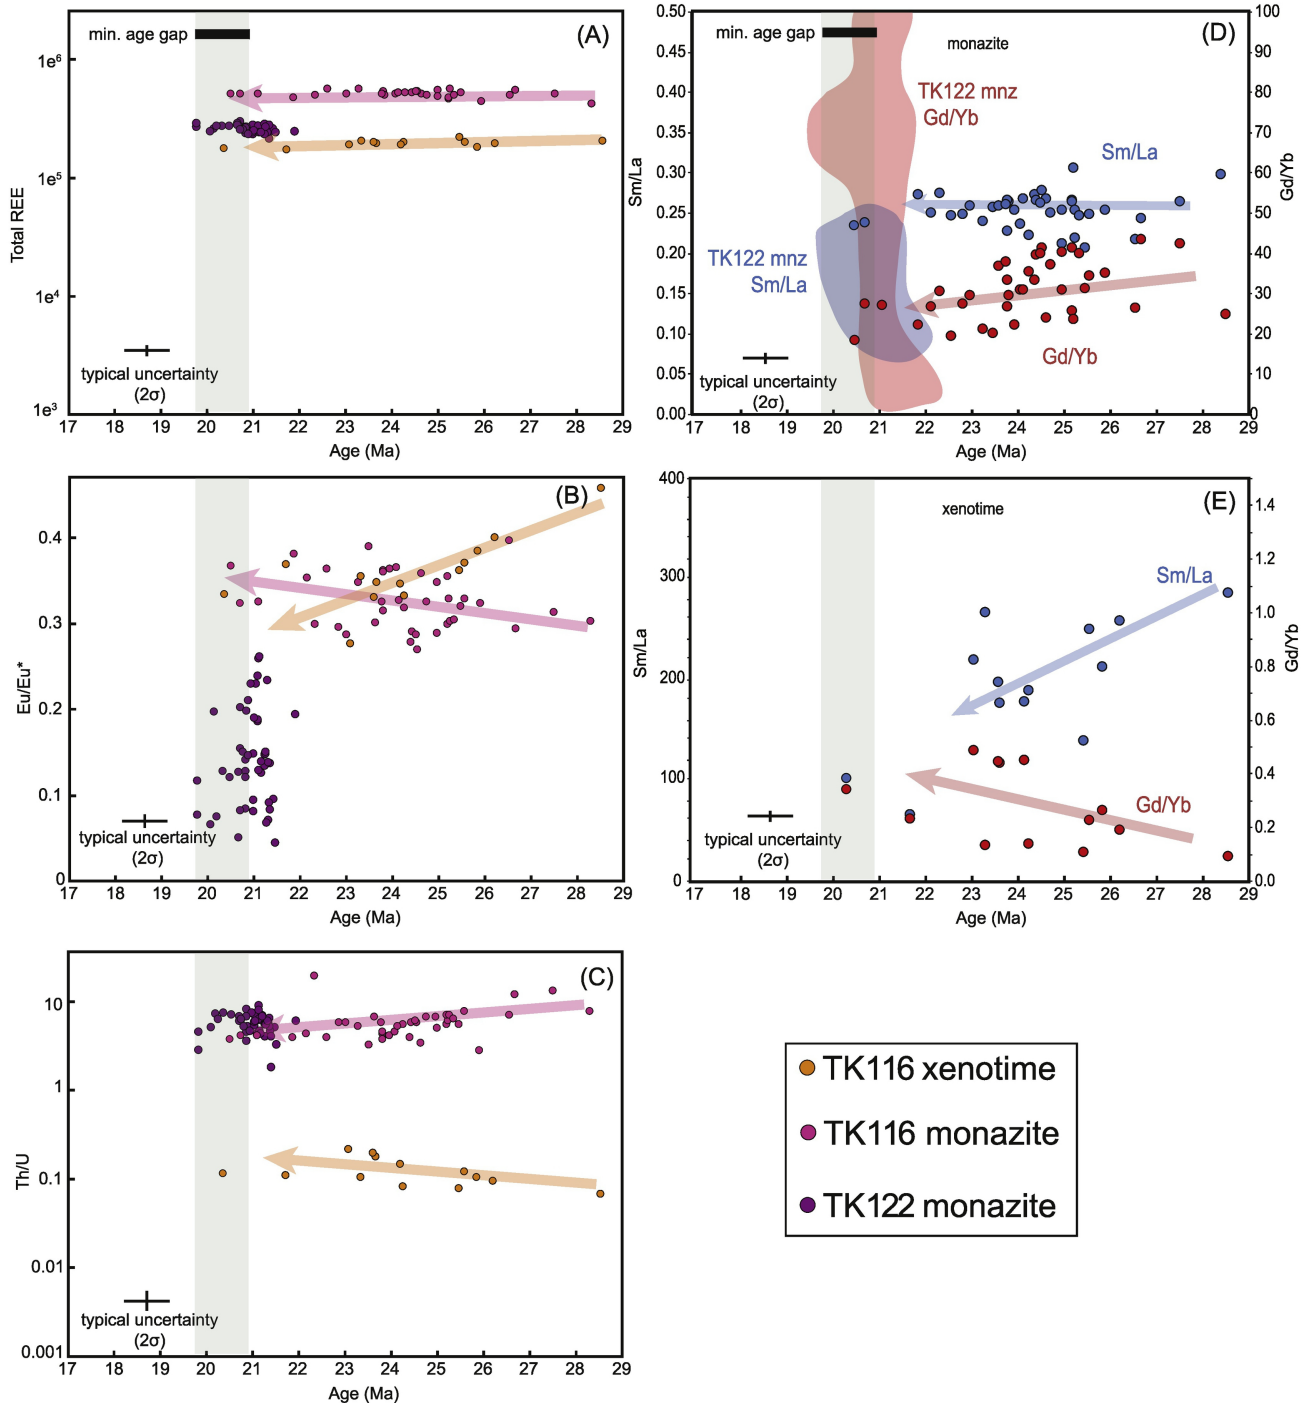 (A)
min. age gap
1e⁶
1e⁵
1e⁴
1e³
Total REE
typical uncertainty
(2σ)
17 18 19 20 21 22 23 24 25 26 27 28 29
Age (Ma)
(D)
min. age gap
monazite
0.50
0.45
0.40
0.35
0.30
0.25
0.20
0.15
0.10
0.05
0.00
Sm/La
100
90
80
70
60
50
40
30
20
10
0
Gd/Yb
TK122 mnz
Gd/Yb
Sm/La
TK122 mnz
Sm/La
Gd/Yb
typical uncertainty
(2σ)
17 18 19 20 21 22 23 24 25 26 27 28 29
Age (Ma)
(B)
0.4
0.3
0.2
0.1
0
Eu/Eu*
typical uncertainty
(2σ)
17 18 19 20 21 22 23 24 25 26 27 28 29
Age (Ma)
(E)
xenotime
400
300
200
100
0
Sm/La
1.4
1.2
1.0
0.8
0.6
0.4
0.2
0.0
Gd/Yb
Sm/La
Gd/Yb
typical uncertainty
(2σ)
17 18 19 20 21 22 23 24 25 26 27 28 29
Age (Ma)
(C)
10
1
0.1
0.01
0.001
Th/U
typical uncertainty
(2σ)
17 18 19 20 21 22 23 24 25 26 27 28 29
Age (Ma)
TK116 xenotime
TK116 monazite
TK122 monazite